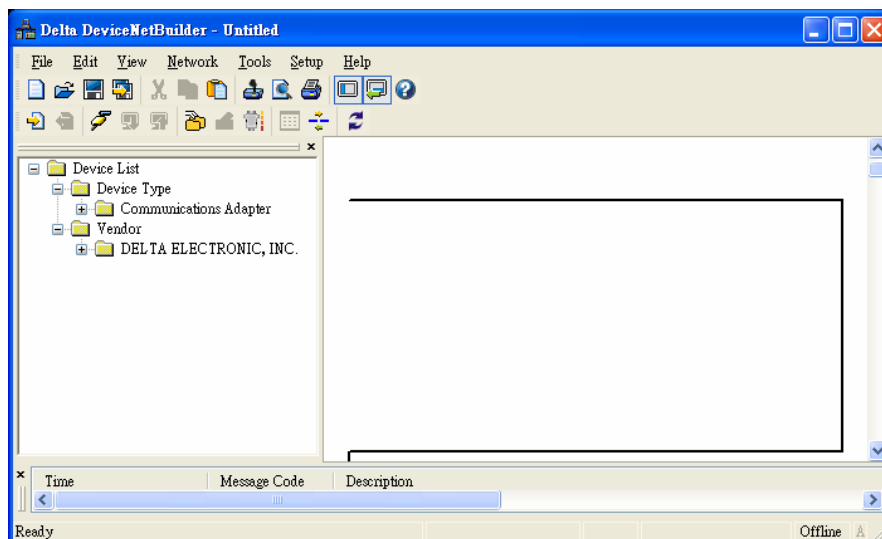 Delta DeviceNetBuilder - Untitled
File Edit View Network Tools Setup Help
Device List
Device Type
Communications Adapter
Vendor
DELTA ELECTRONIC, INC.
Time Message Code Description
Ready Offline A